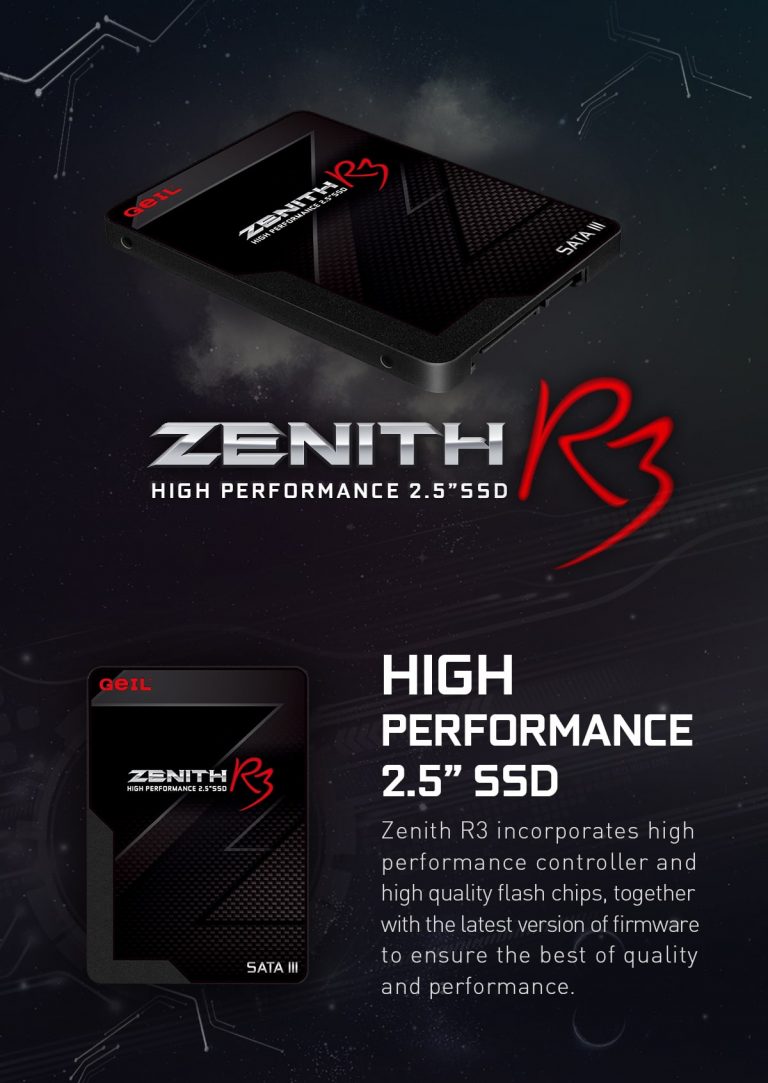 GeIL
ZENITH R3
HIGH PERFORMANCE 2.5"SSD
SATA III
ZENITH R3
HIGH PERFORMANCE 2.5"SSD
GeIL
ZENITH R3
HIGH PERFORMANCE 2.5"SSD
SATA III
HIGH
PERFORMANCE
2.5" SSD
Zenith R3 incorporates high
performance controller and
high quality flash chips, together
with the latest version of firmware
to ensure the best of quality
and performance.